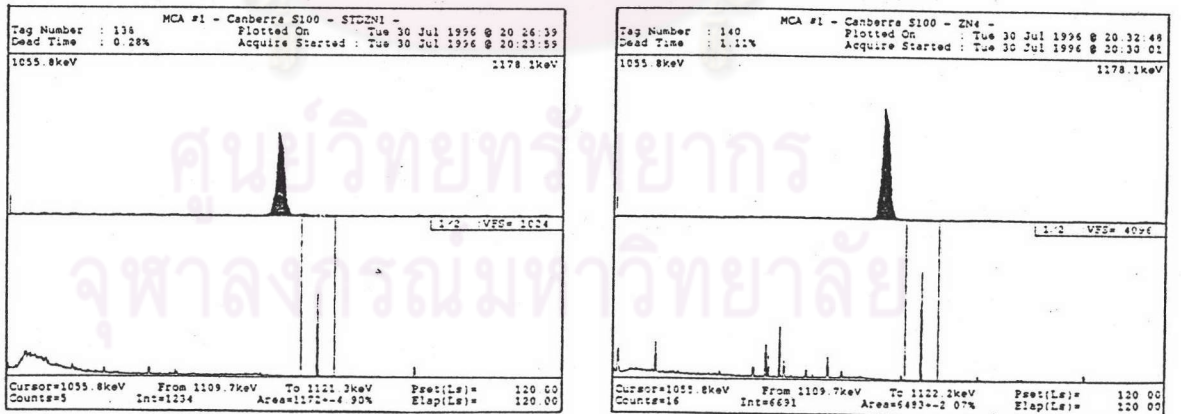 MCA #1 - Canberra S100 - STDZN1 -
Tag Number : 138 Plotted On Tue 30 Jul 1996 @ 20 26:39
Dead Time : 0.28% Acquire Started : Tue 30 Jul 1996 @ 20:23:59
1055.8keV 1178.1keV
1/2 VFS= 1024
Cursor=1055.8keV From 1109.7keV To 1121.3keV Pset(Ls)= 120.00
Counts=5 Int=1234 Area=1172+-4.90% Elap(Ls)= 120.00
MCA #1 - Canberra S100 - ZN4 -
Tag Number : 140 Plotted On : Tue 30 Jul 1996 @ 20:32:48
Dead Time : 1.11% Acquire Started : Tue 30 Jul 1996 @ 20:30 01
1055.8keV 1178.1keV
1/2 VFS= 4096
Cursor=1055.8keV From 1109.7keV To 1122.2keV Pset(Ls)= 120 00
Counts=16 Int=6691 Area=6493+-2 07% Elap(Ls)= 120 00
ศูนย์วิทยทรัพยากร
จุฬาลงกรณ์มหาวิทยาลัย